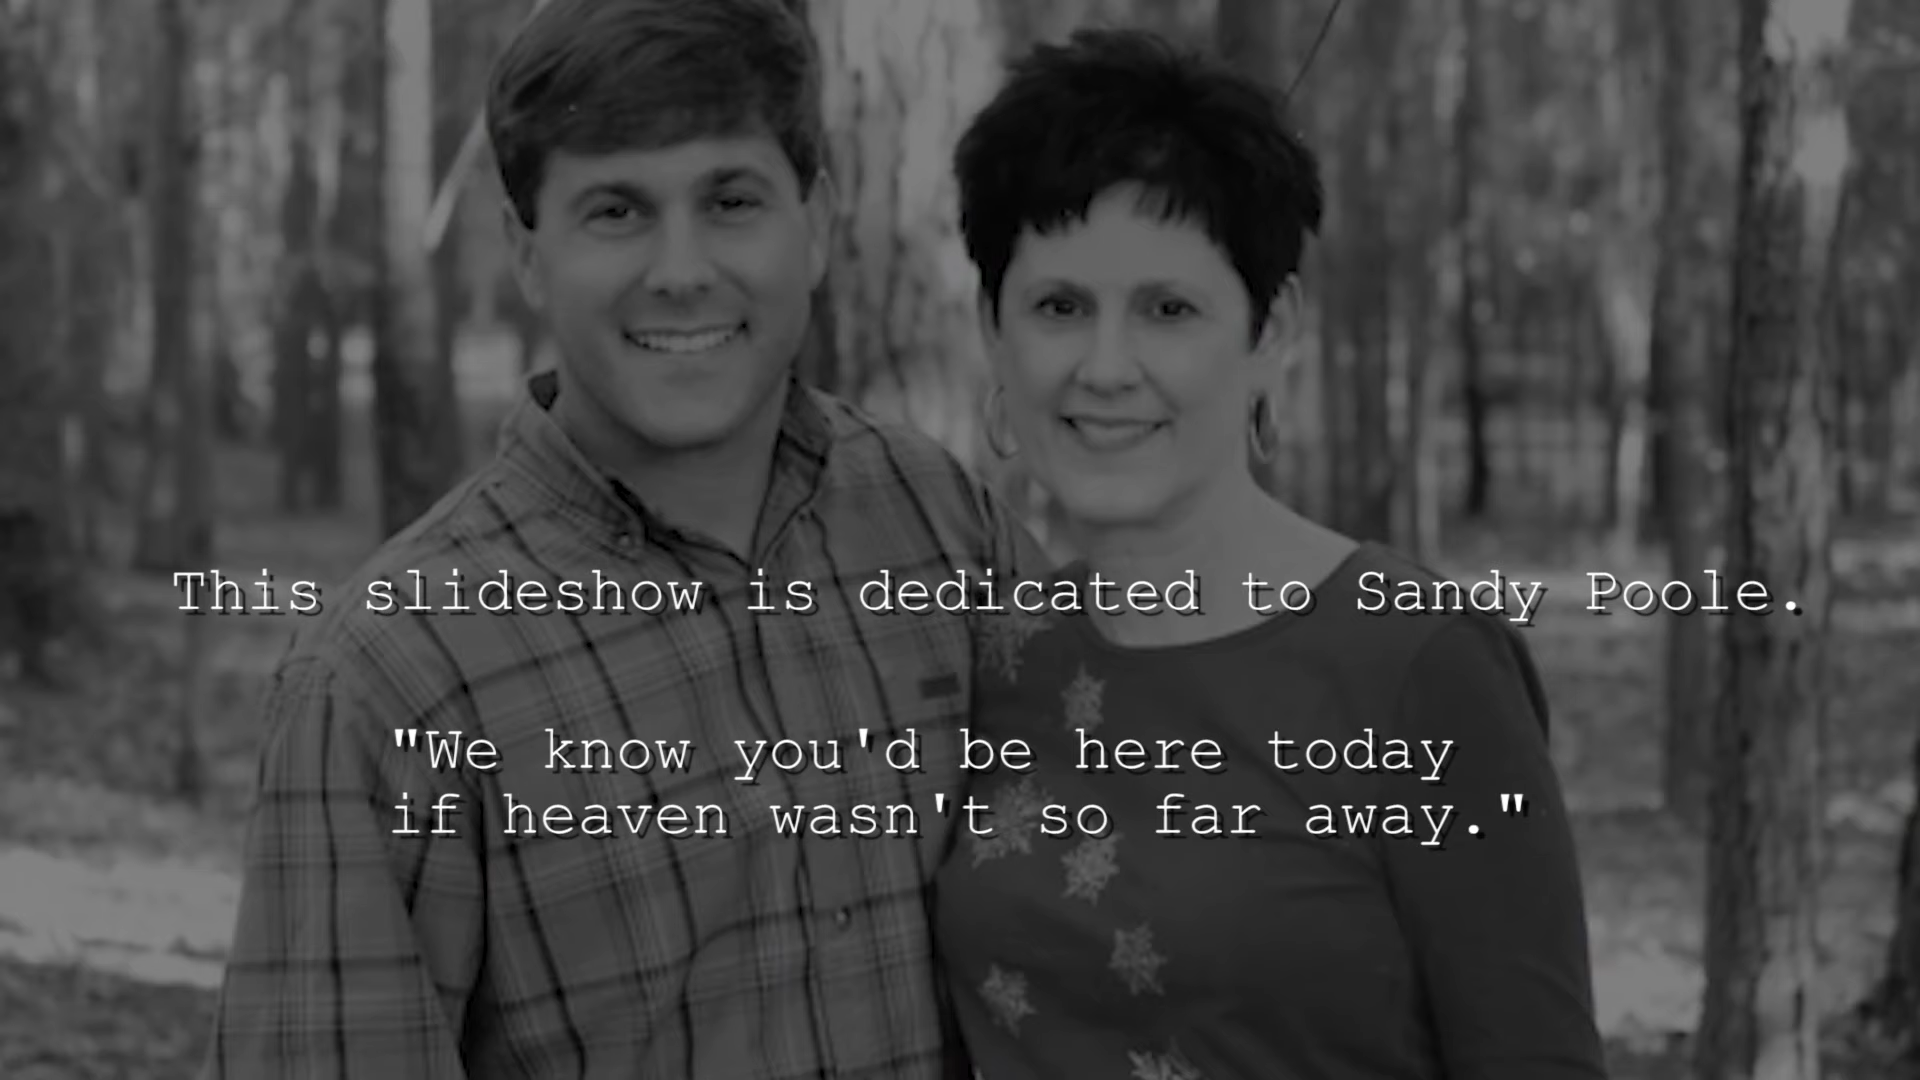 This slideshow is dedicated to Sandy Poole.
"We know you'd be here today
if heaven wasn't so far away."